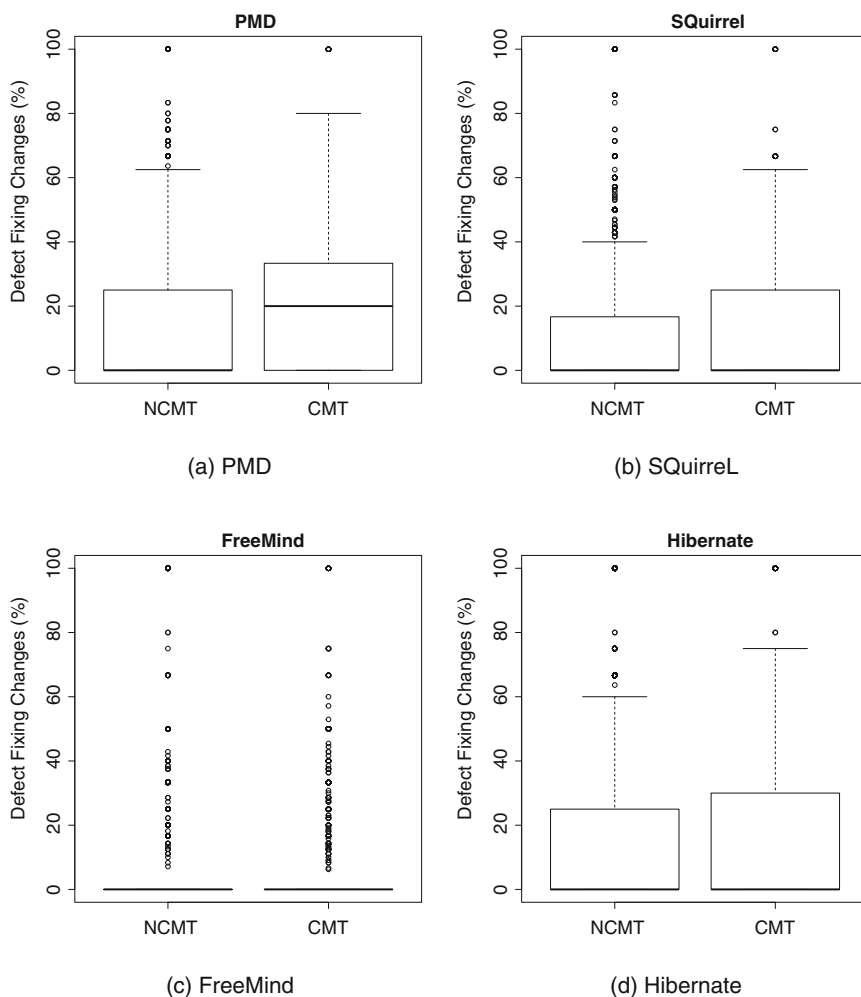 PMD
Defect Fixing Changes (%)
100
80
60
40
20
0
NCMT CMT
(a) PMD
SQuirrel
Defect Fixing Changes (%)
100
80
60
40
20
0
NCMT CMT
(b) SQuirreL
FreeMind
Defect Fixing Changes (%)
100
80
60
40
20
0
NCMT CMT
(c) FreeMind
Hibernate
Defect Fixing Changes (%)
100
80
60
40
20
0
NCMT CMT
(d) Hibernate